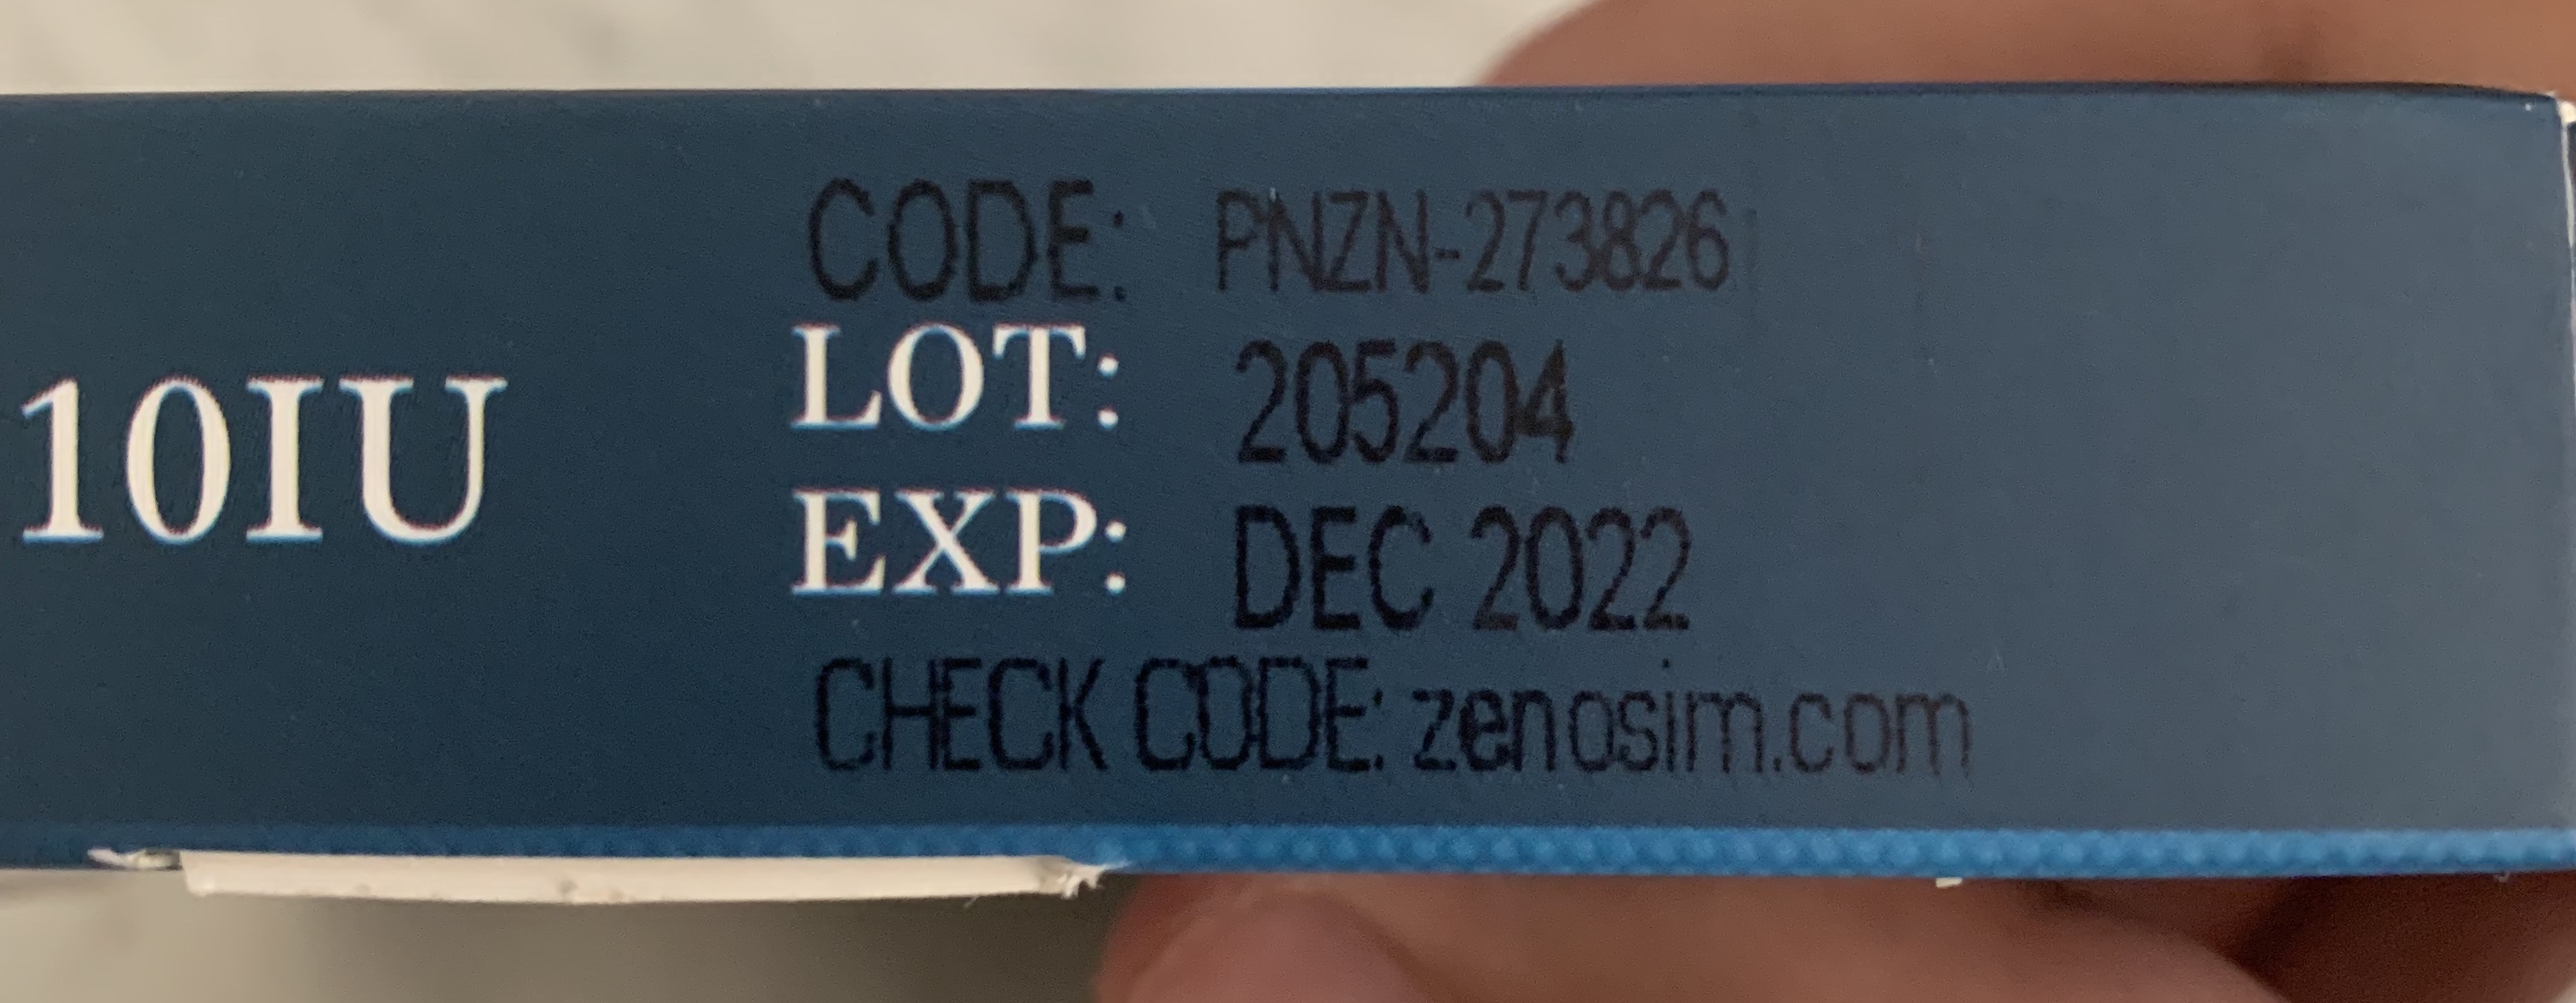 CODE: PNZN-273826
LOT: 205204
10IU
EXP: DEC 2022
CHECK CODE: zenosim.com